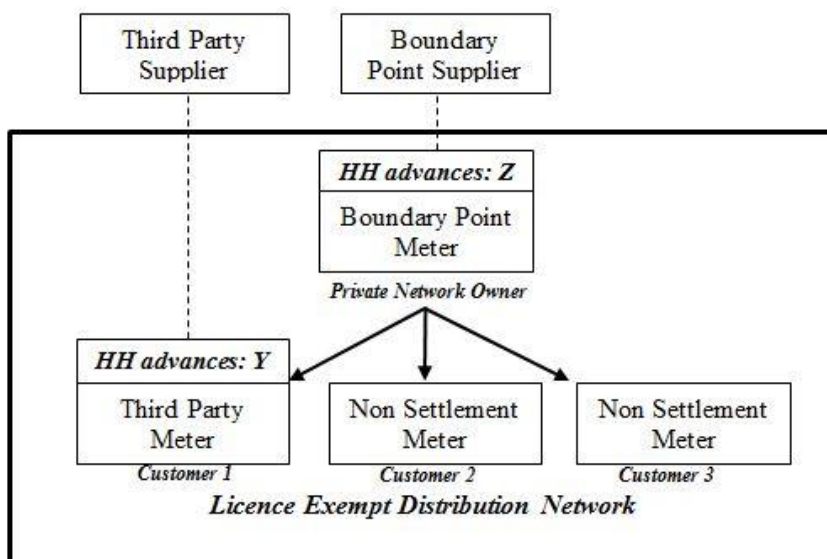 Third Party
Supplier
Boundary
Point Supplier
HH advances: Z
Boundary Point
Meter
Private Network Owner
HH advances: Y
Third Party
Meter
Customer 1
Non Settlement
Meter
Customer 2
Non Settlement
Meter
Customer 3
Licence Exempt Distribution Network